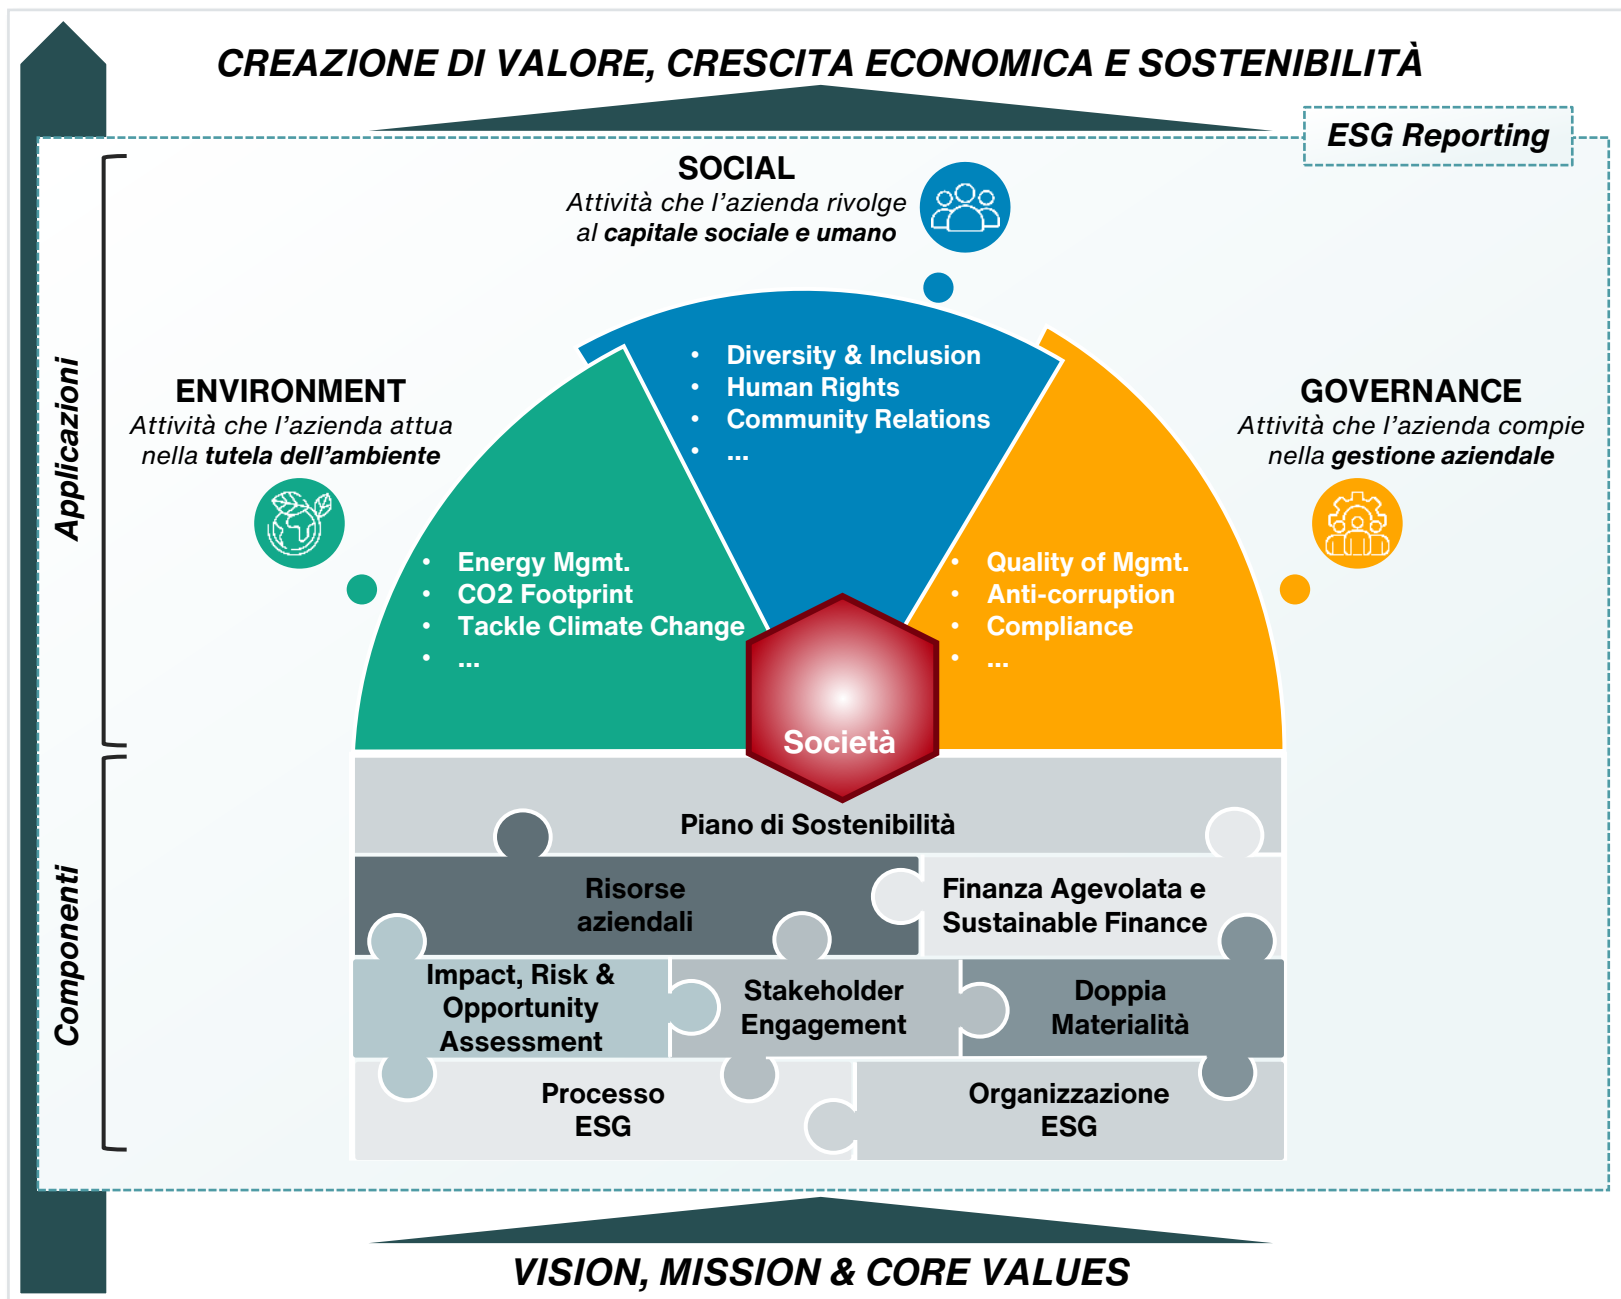 CREAZIONE DI VALORE, CRESCITA ECONOMICA E SOSTENIBILITÀ
ESG Reporting
SOCIAL
Attività che l’azienda rivolge
al capitale sociale e umano
Applicazioni
ENVIRONMENT
Attività che l’azienda attua
nella tutela dell’ambiente
• Diversity & Inclusion
• Human Rights
• Community Relations
• ...
GOVERNANCE
Attività che l’azienda compie
nella gestione aziendale
• Energy Mgmt.
• CO2 Footprint
• Tackle Climate Change
• ...
• Quality of Mgmt.
• Anti-corruption
• Compliance
• ...
Società
Componenti
Piano di Sostenibilità
Risorse
aziendali
Finanza Agevolata e
Sustainable Finance
Impact, Risk &
Opportunity
Assessment
Stakeholder
Engagement
Doppia
Materialità
Processo
ESG
Organizzazione
ESG
VISION, MISSION & CORE VALUES